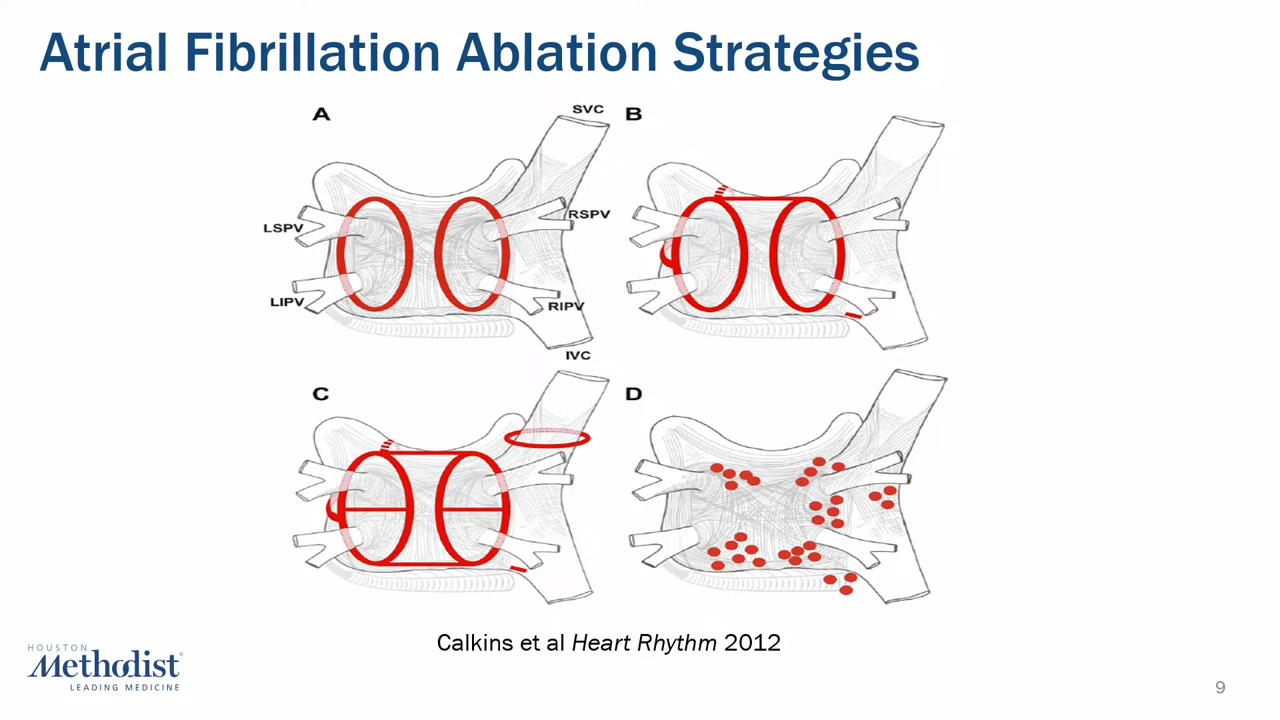 Atrial Fibrillation Ablation Strategies
A
SVC
B
LSPV
RSPV
LIPV
RIPV
IVC
C
D
Calkins et al Heart Rhythm 2012
HOUSTON
Methodist
LEADING MEDICINE
9